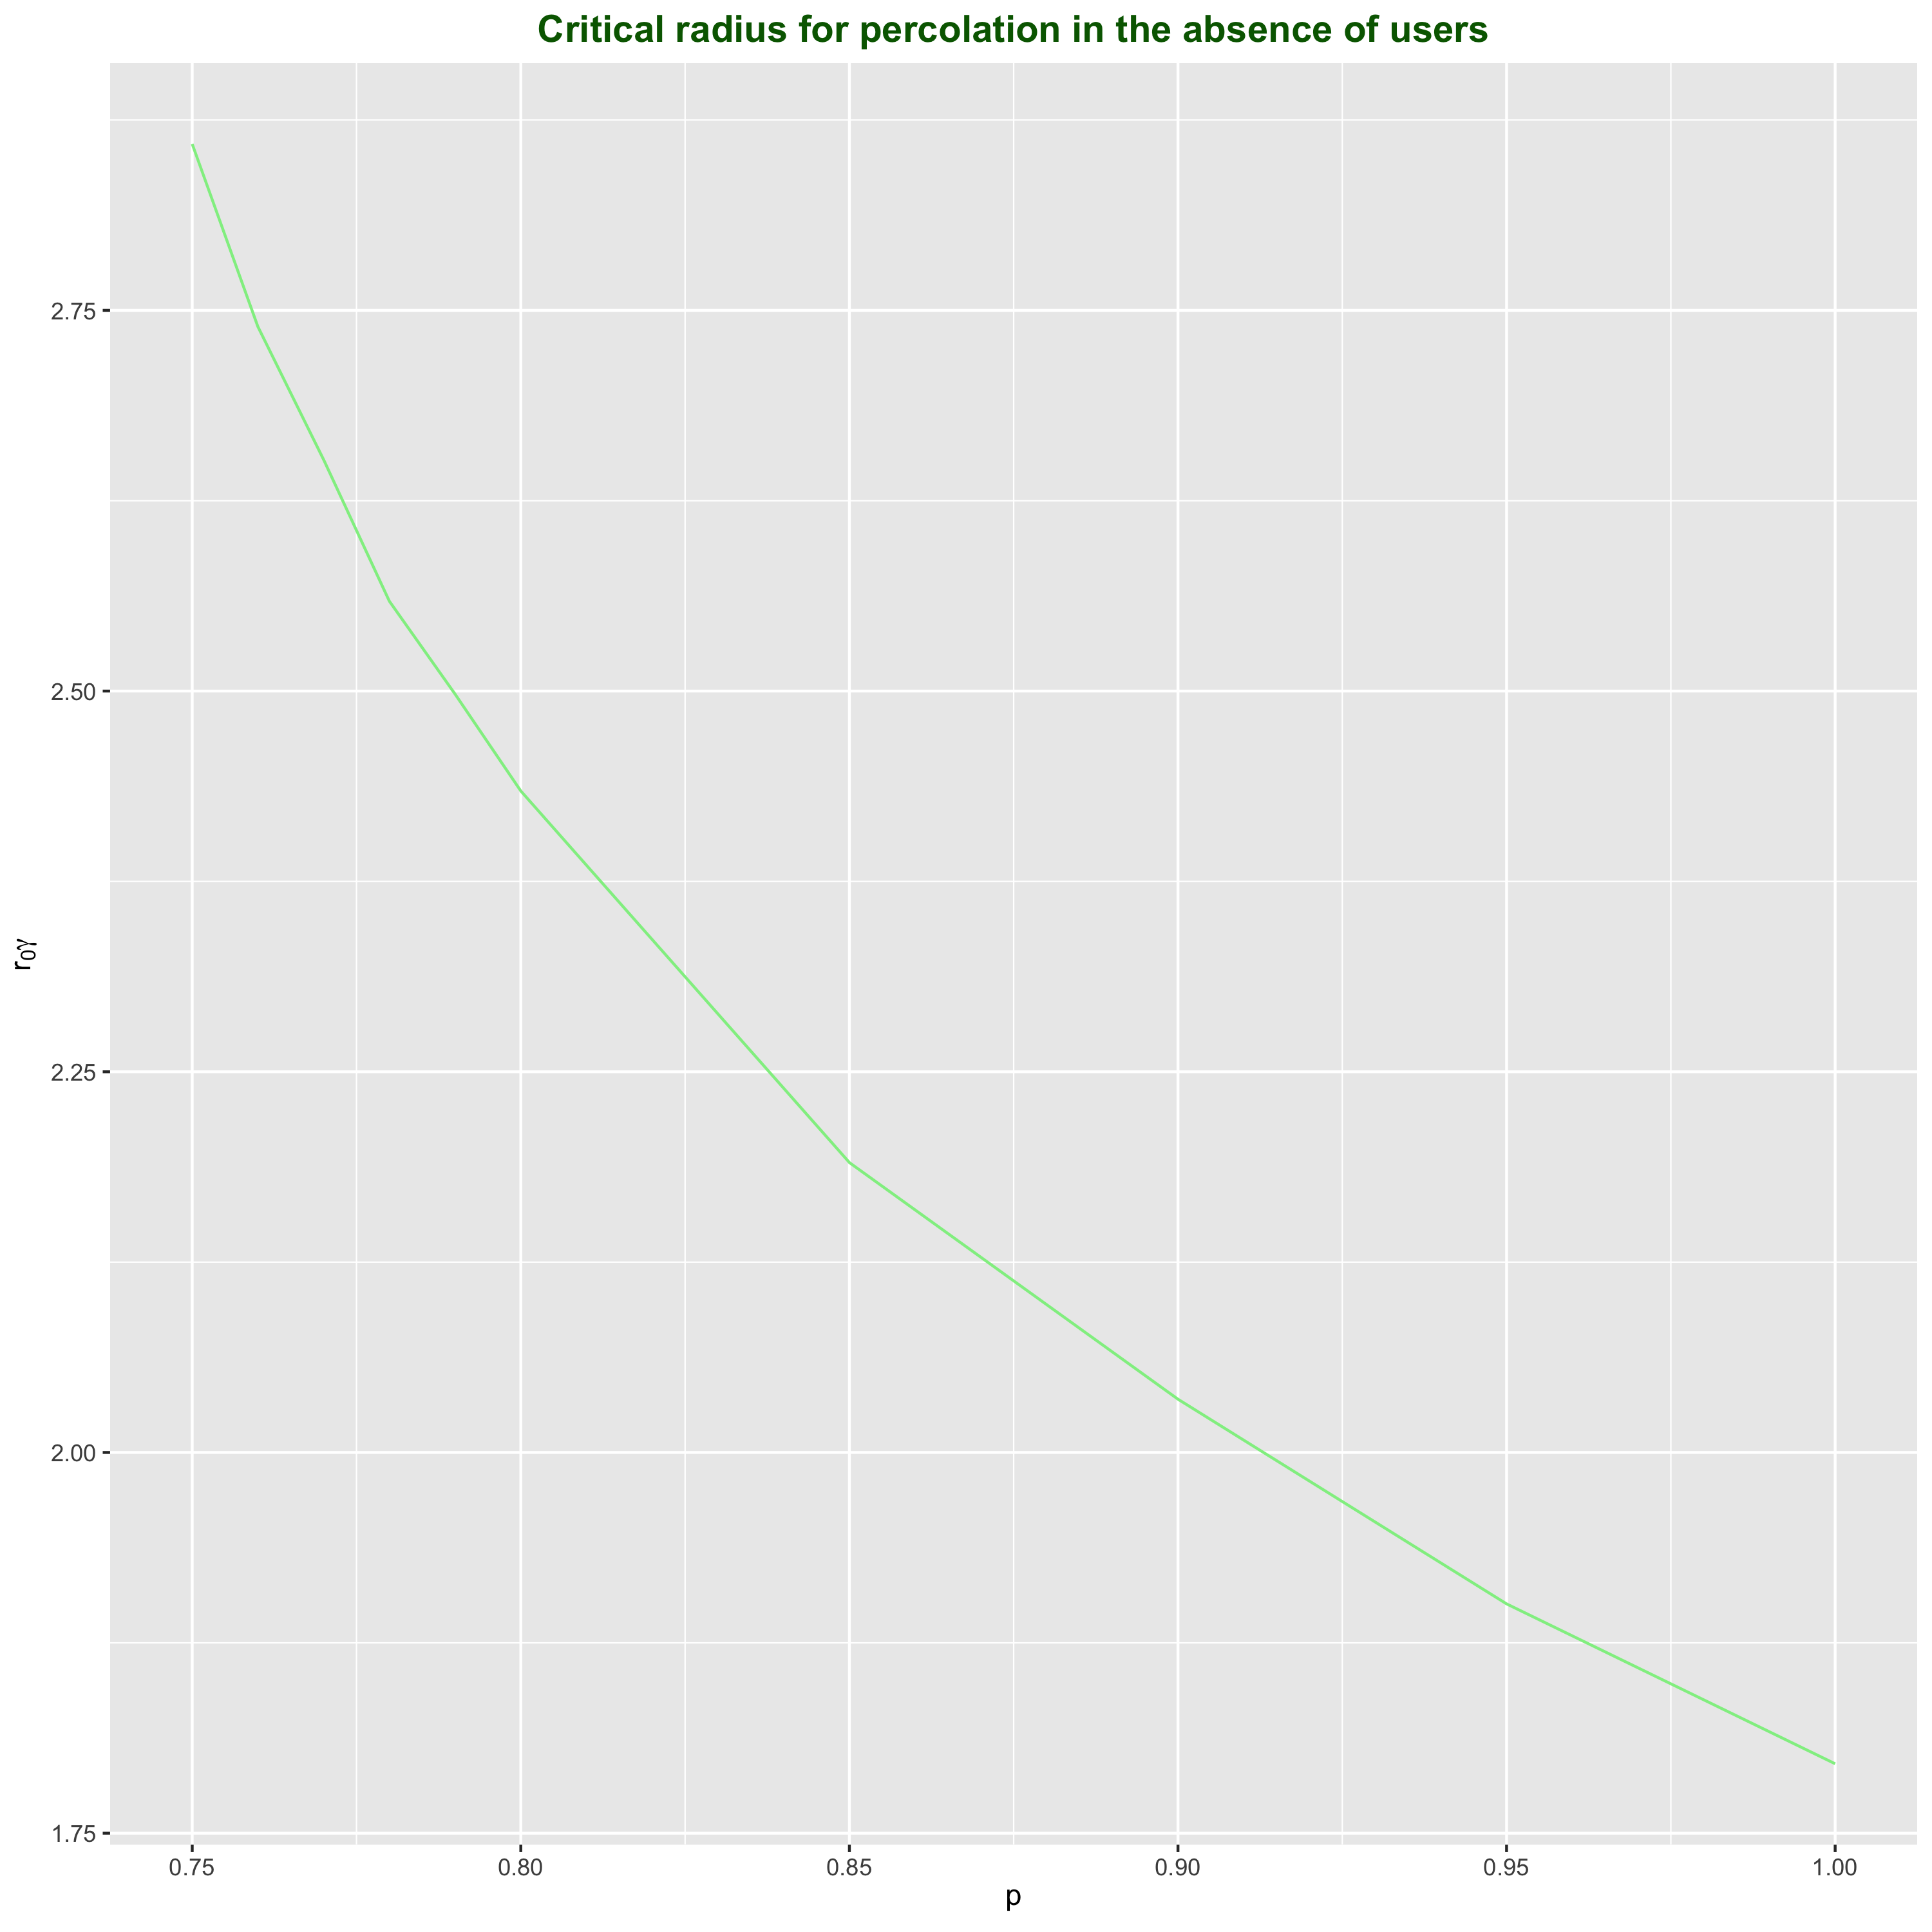 Critical radius for percolation in the absence of users
r₀γ
2.75
2.50
2.25
2.00
1.75
0.75 0.80 0.85 0.90 0.95 1.00
p